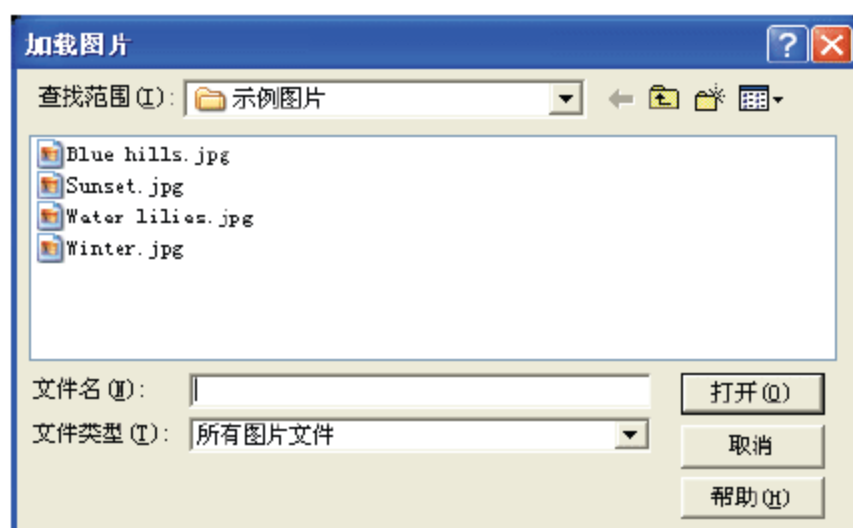 加载图片
查找范围(I): 示例图片
Blue hills.jpg
Sunset.jpg
Water lilies.jpg
Winter.jpg
文件名(N): 打开(O)
文件类型(T): 所有图片文件
取消
帮助(H)